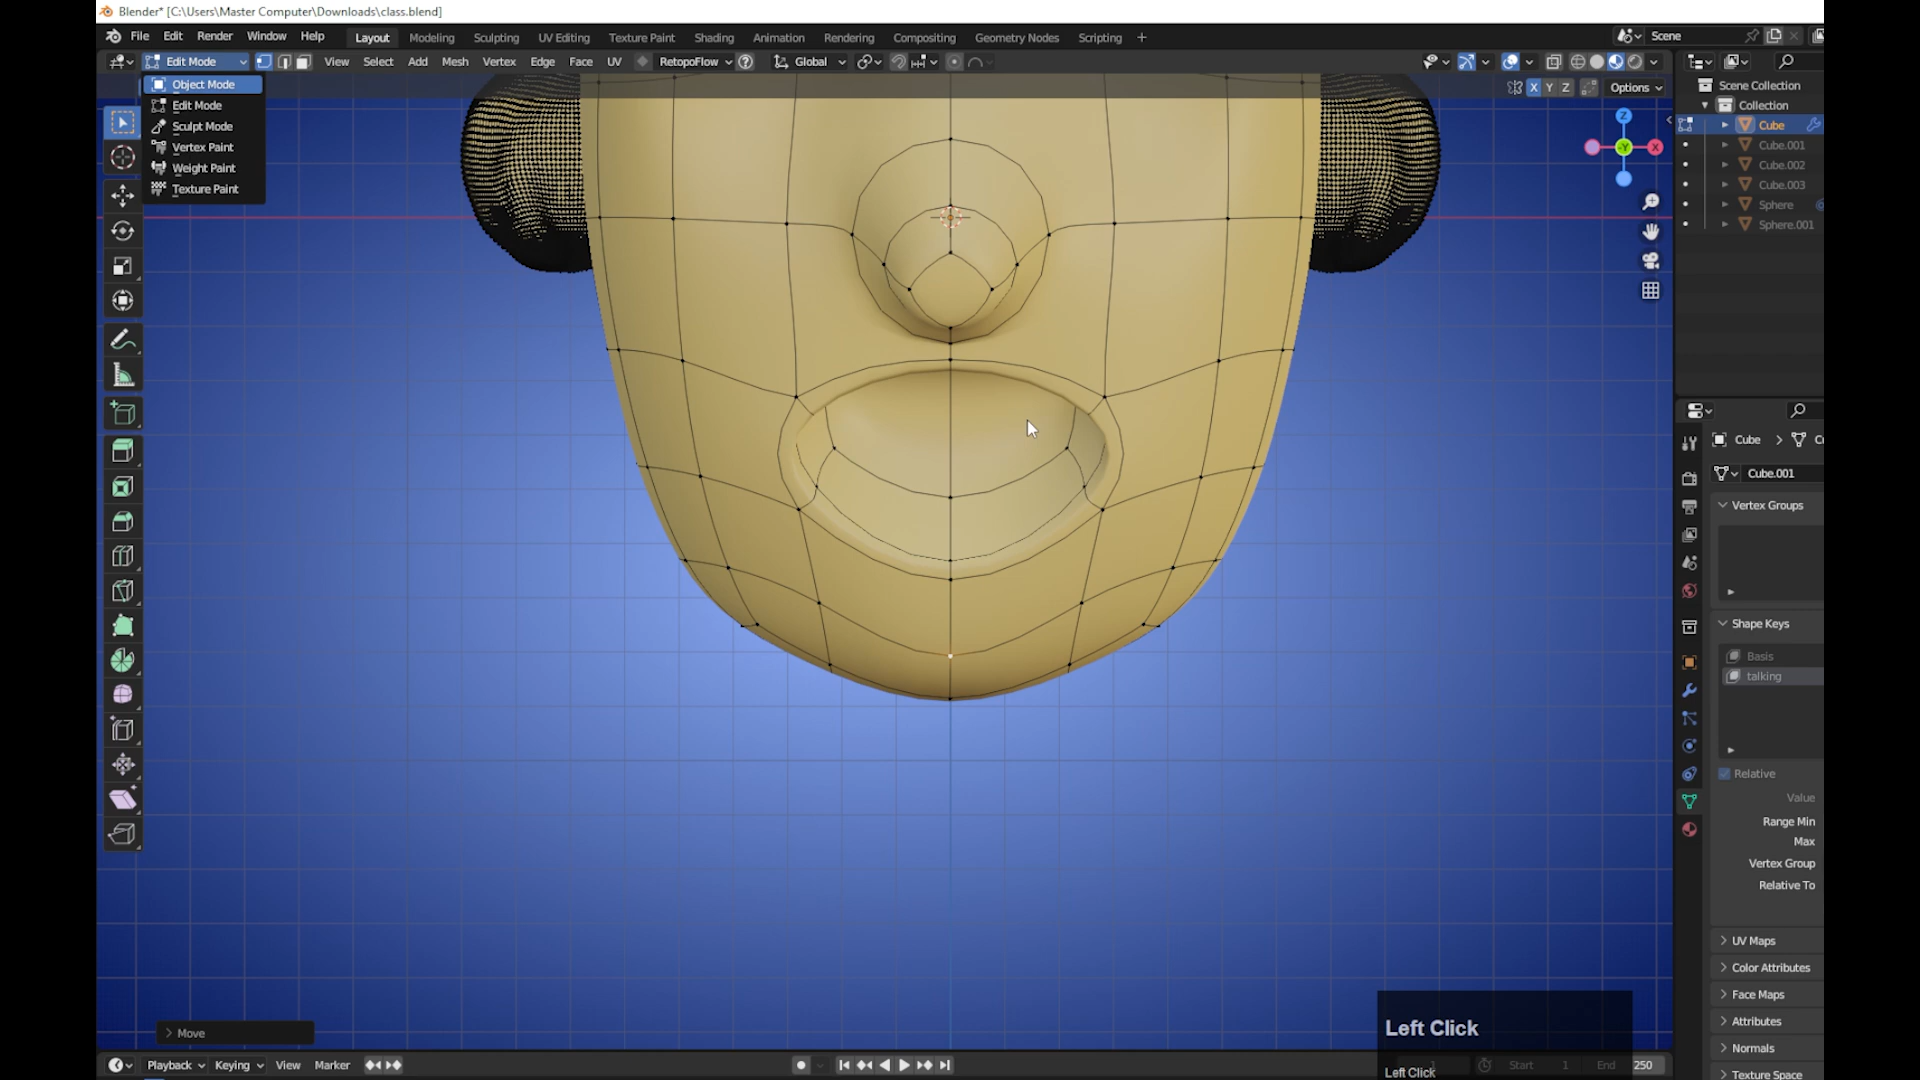 Blender* [C:\Users\Master Computer\Downloads\class.blend]
File Edit Render Window Help Layout Modeling Sculpting UV Editing Texture Paint Shading Animation Rendering Compositing Geometry Nodes Scripting + Scene
Edit Mode View Select Add Mesh Vertex Edge Face UV RetopoFlow Global
Object Mode
Edit Mode
Sculpt Mode
Vertex Paint
Weight Paint
Texture Paint
X Y Z Options
Z
Y
X
Scene Collection
Collection
Cube
Cube.001
Cube.002
Cube.003
Sphere
Sphere.001
Cube
Cube.001
Vertex Groups
Shape Keys
Basis
talking
Relative
Value
Range Min
Max
Vertex Group
Relative To
UV Maps
Color Attributes
Face Maps
Attributes
Normals
Texture Space
Move
Left Click
Left Click
Playback Keying View Marker 1 Start 1 End 250